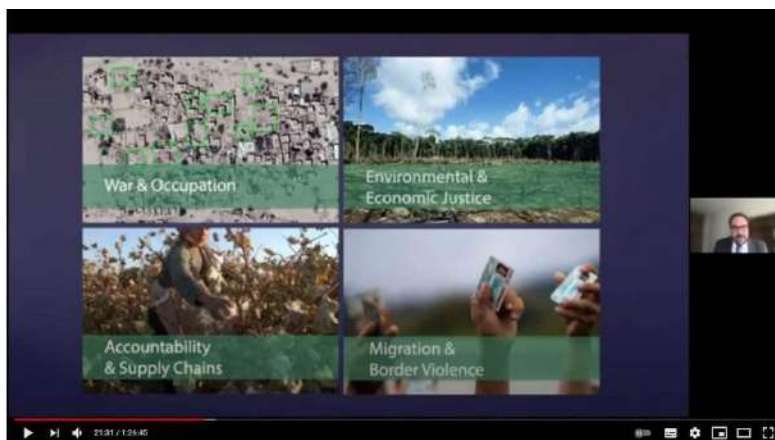 War & Occupation
Environmental &
Economic Justice
Accountability
& Supply Chains
Migration &
Border Violence
21:31 / 1:26:45